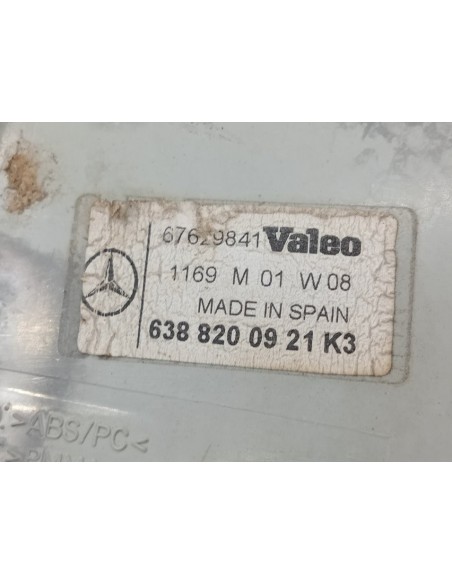 67629841 Valeo
1169 M 01 W 08
MADE IN SPAIN
638 820 09 21 K3
>ABS/PC<